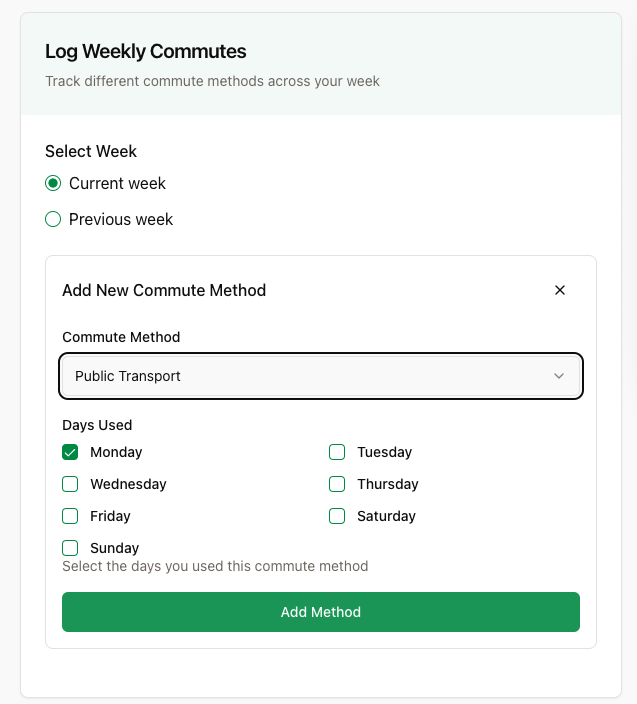 Log Weekly Commutes
Track different commute methods across your week
Select Week
Current week
Previous week
Add New Commute Method
Commute Method
Public Transport
Days Used
Monday
Tuesday
Wednesday
Thursday
Friday
Saturday
Sunday
Select the days you used this commute method
Add Method